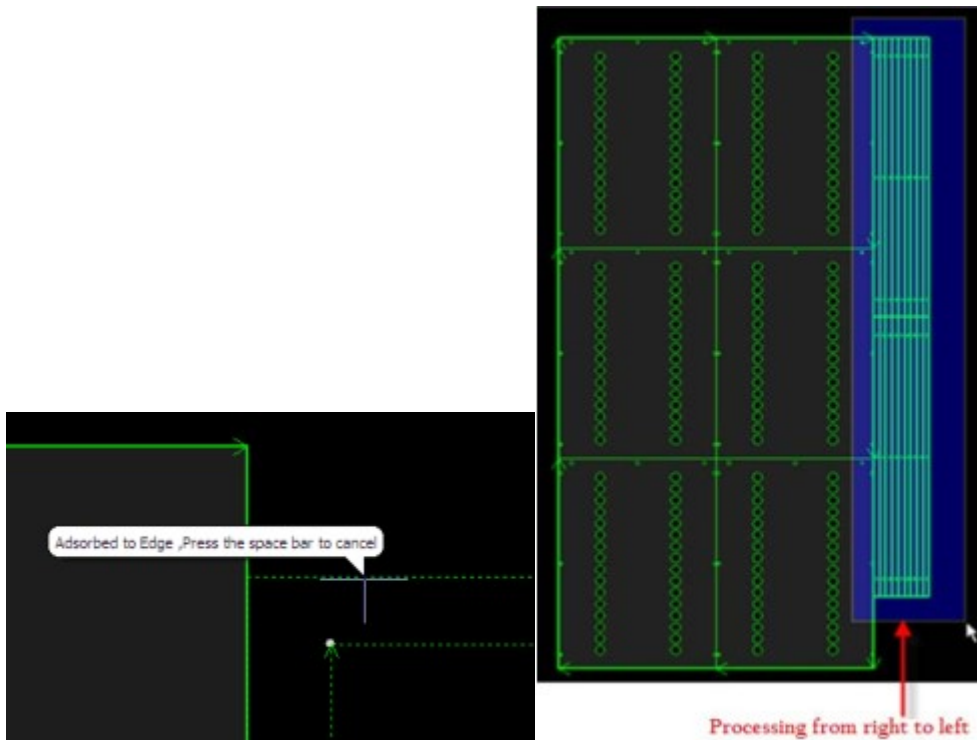 Adsorbed to Edge ,Press the space bar to cancel
Processing from right to left